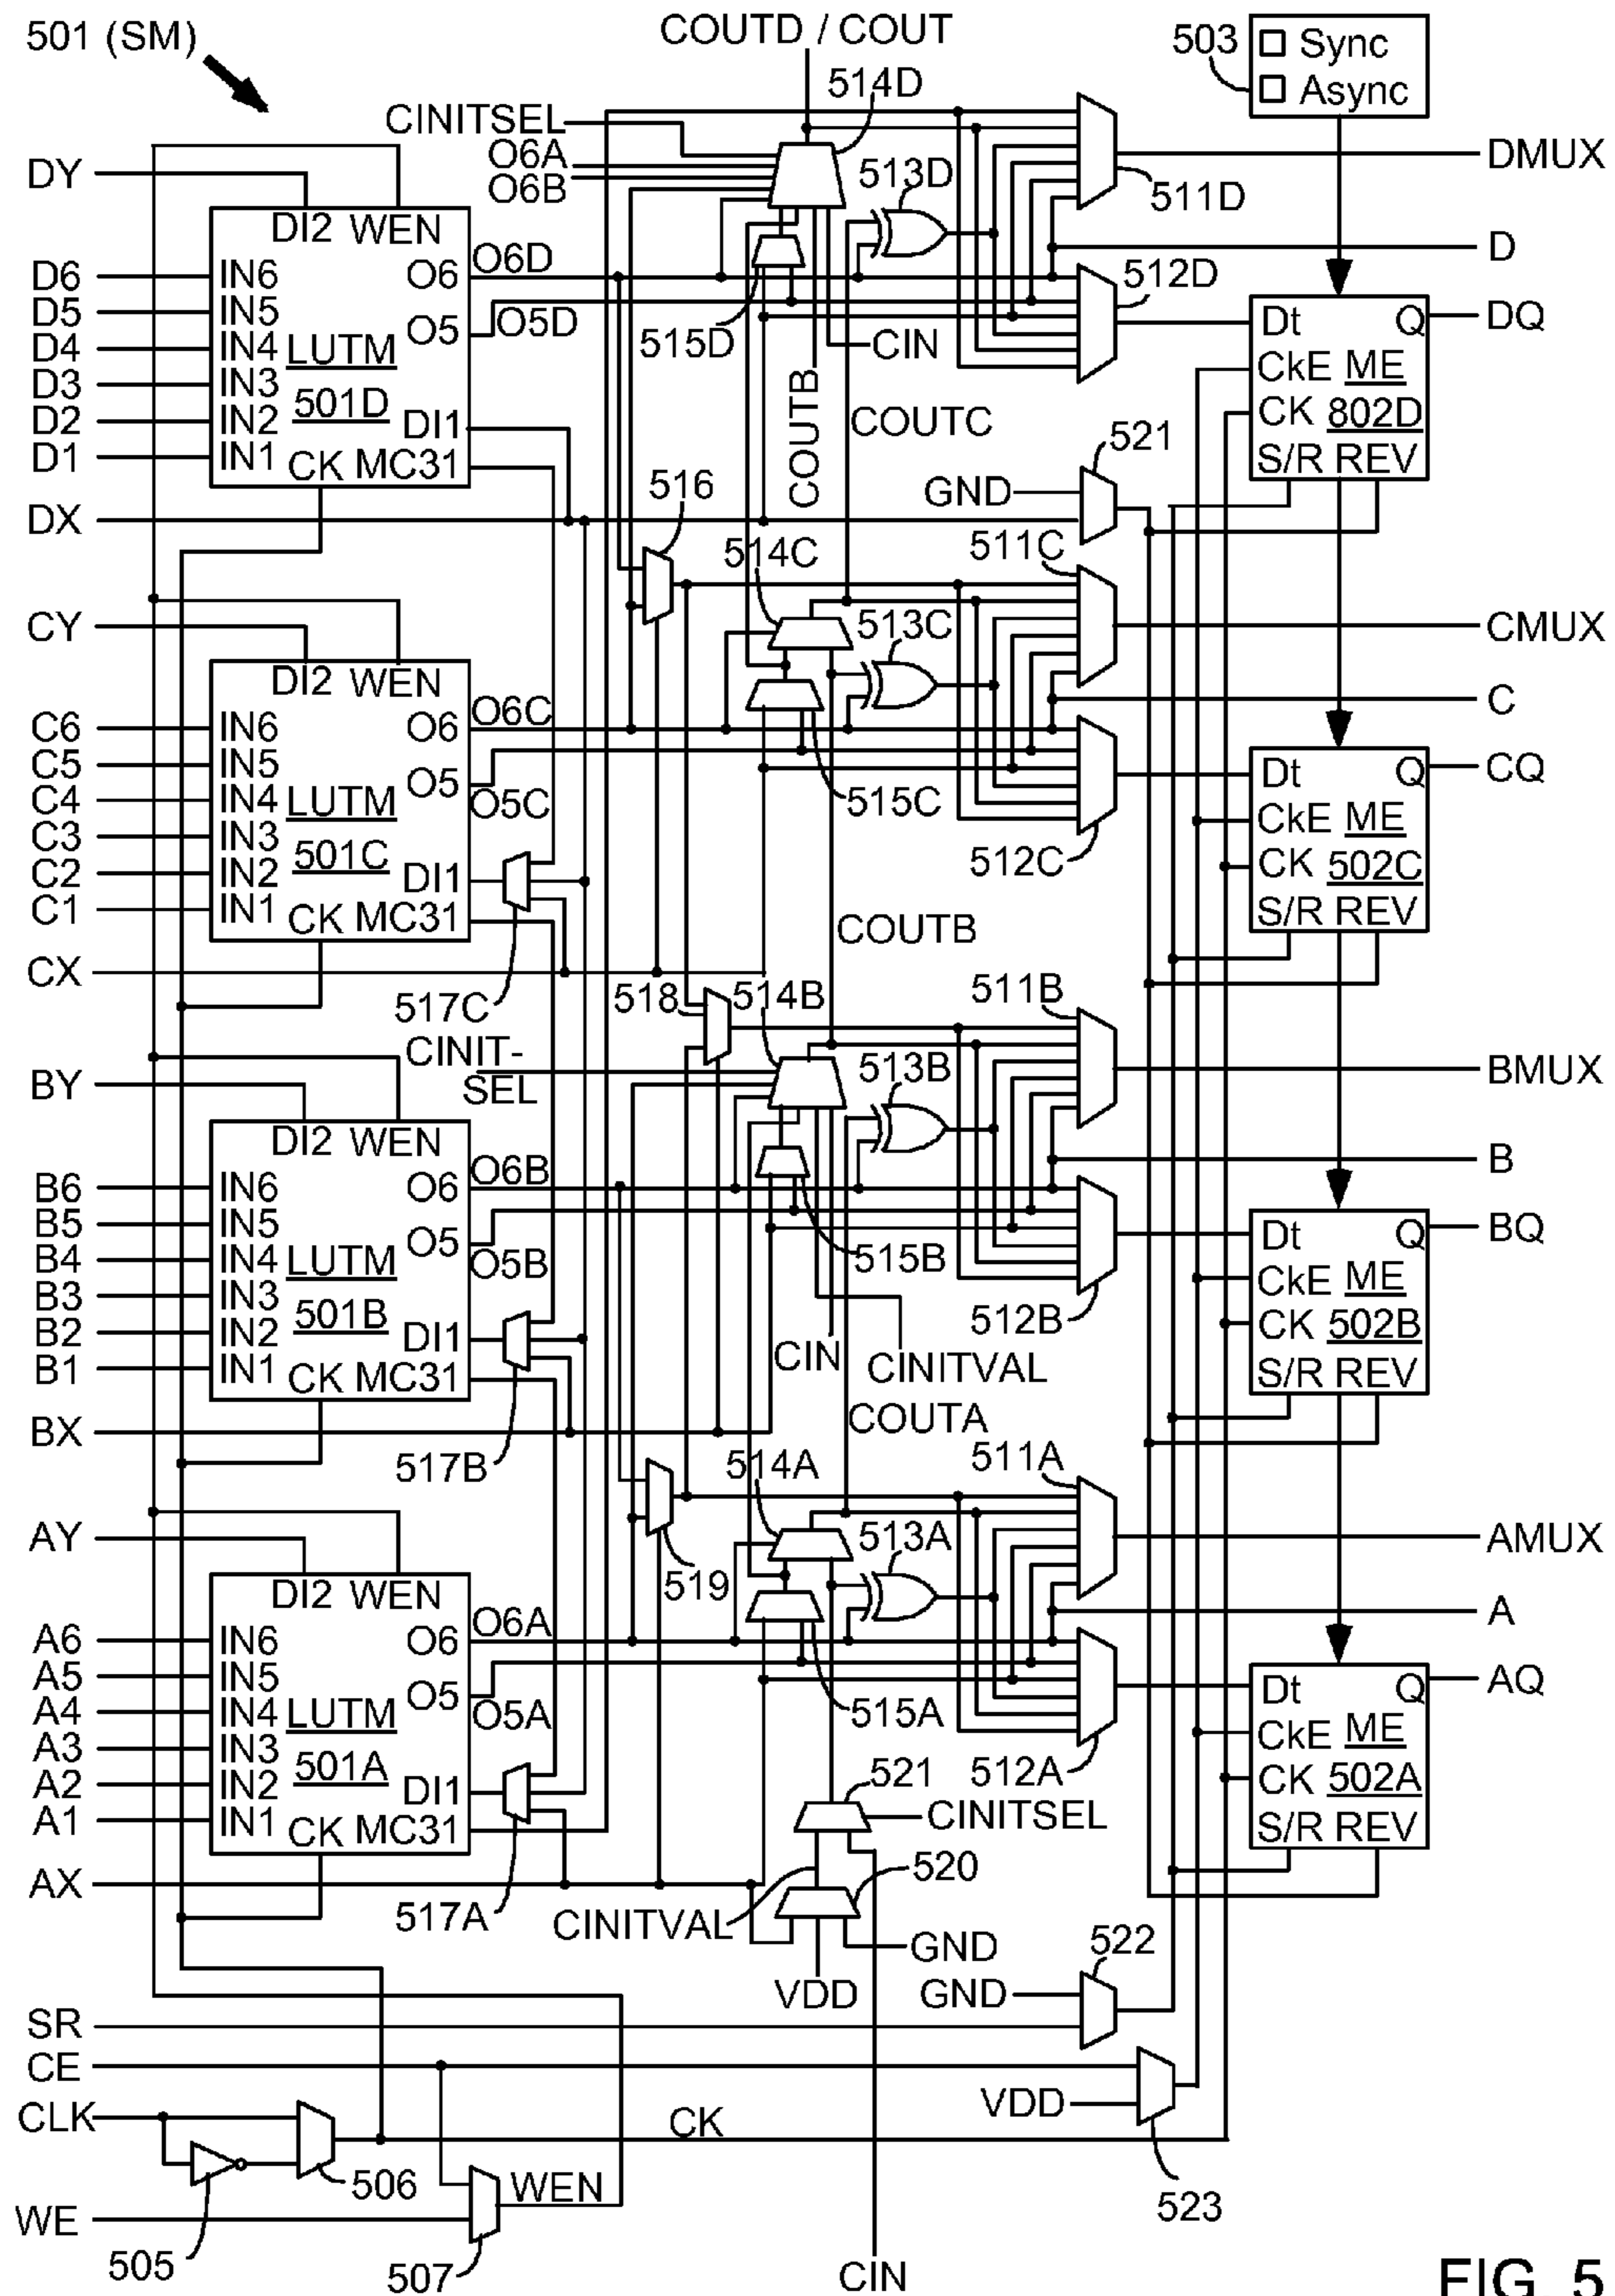 501 (SM)
COUTD / COUT
503
Sync
Async
514D
CINITSEL
O6A
O6B
513D
511D
DMUX
DY
DI2 WEN
D6
D5
D4
D3
D2
D1
IN6
IN5
IN4
IN3
IN2
IN1
LUTM
501D
O6
O5
DI1
CK MC31
O6D
O5D
515D
CIN
COUTB
COUTC
512D
D
DQ
Dt Q
CkE ME
CK 802D
S/R REV
DX
516
GND
521
514C
511C
513C
CMUX
CY
DI2 WEN
C6
C5
C4
C3
C2
C1
IN6
IN5
IN4
IN3
IN2
IN1
LUTM
501C
O6
O5
DI1
CK MC31
O6C
O5C
515C
512C
C
CQ
Dt Q
CkE ME
CK 502C
S/R REV
COUTB
CX
517C
518
514B
511B
CINIT-
SEL
513B
BMUX
BY
DI2 WEN
B6
B5
B4
B3
B2
B1
IN6
IN5
IN4
IN3
IN2
IN1
LUTM
501B
O6
O5
DI1
CK MC31
O6B
O5B
515B
512B
B
BQ
Dt Q
CkE ME
CK 502B
S/R REV
CIN
CINITVAL
COUTA
BX
517B
514A
511A
513A
519
AMUX
AY
DI2 WEN
A6
A5
A4
A3
A2
A1
IN6
IN5
IN4
IN3
IN2
IN1
LUTM
501A
O6
O5
DI1
CK MC31
O6A
O5A
515A
512A
A
AQ
Dt Q
CkE ME
CK 502A
S/R REV
521
CINITSEL
520
AX
517A
CINITVAL
GND
VDD
GND
522
SR
CE
VDD
CLK
CK
506
WEN
523
WE
505
507
CIN
FIG. 5